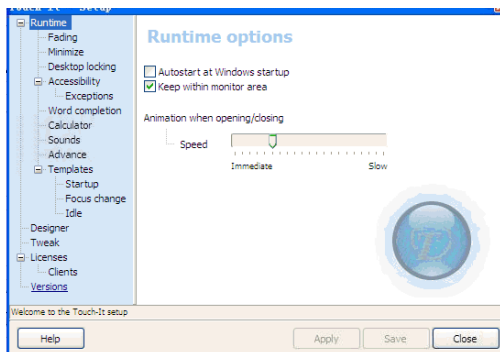 Touch-It - Setup
Runtime
Fading
Minimize
Desktop locking
Accessibility
Exceptions
Word completion
Calculator
Sounds
Advance
Templates
Startup
Focus change
Idle
Designer
Tweak
Licenses
Clients
Versions
Runtime options
Autostart at Windows startup
Keep within monitor area
Animation when opening/closing
Speed
Immediate Slow
Welcome to the Touch-It setup
Help Apply Save Close